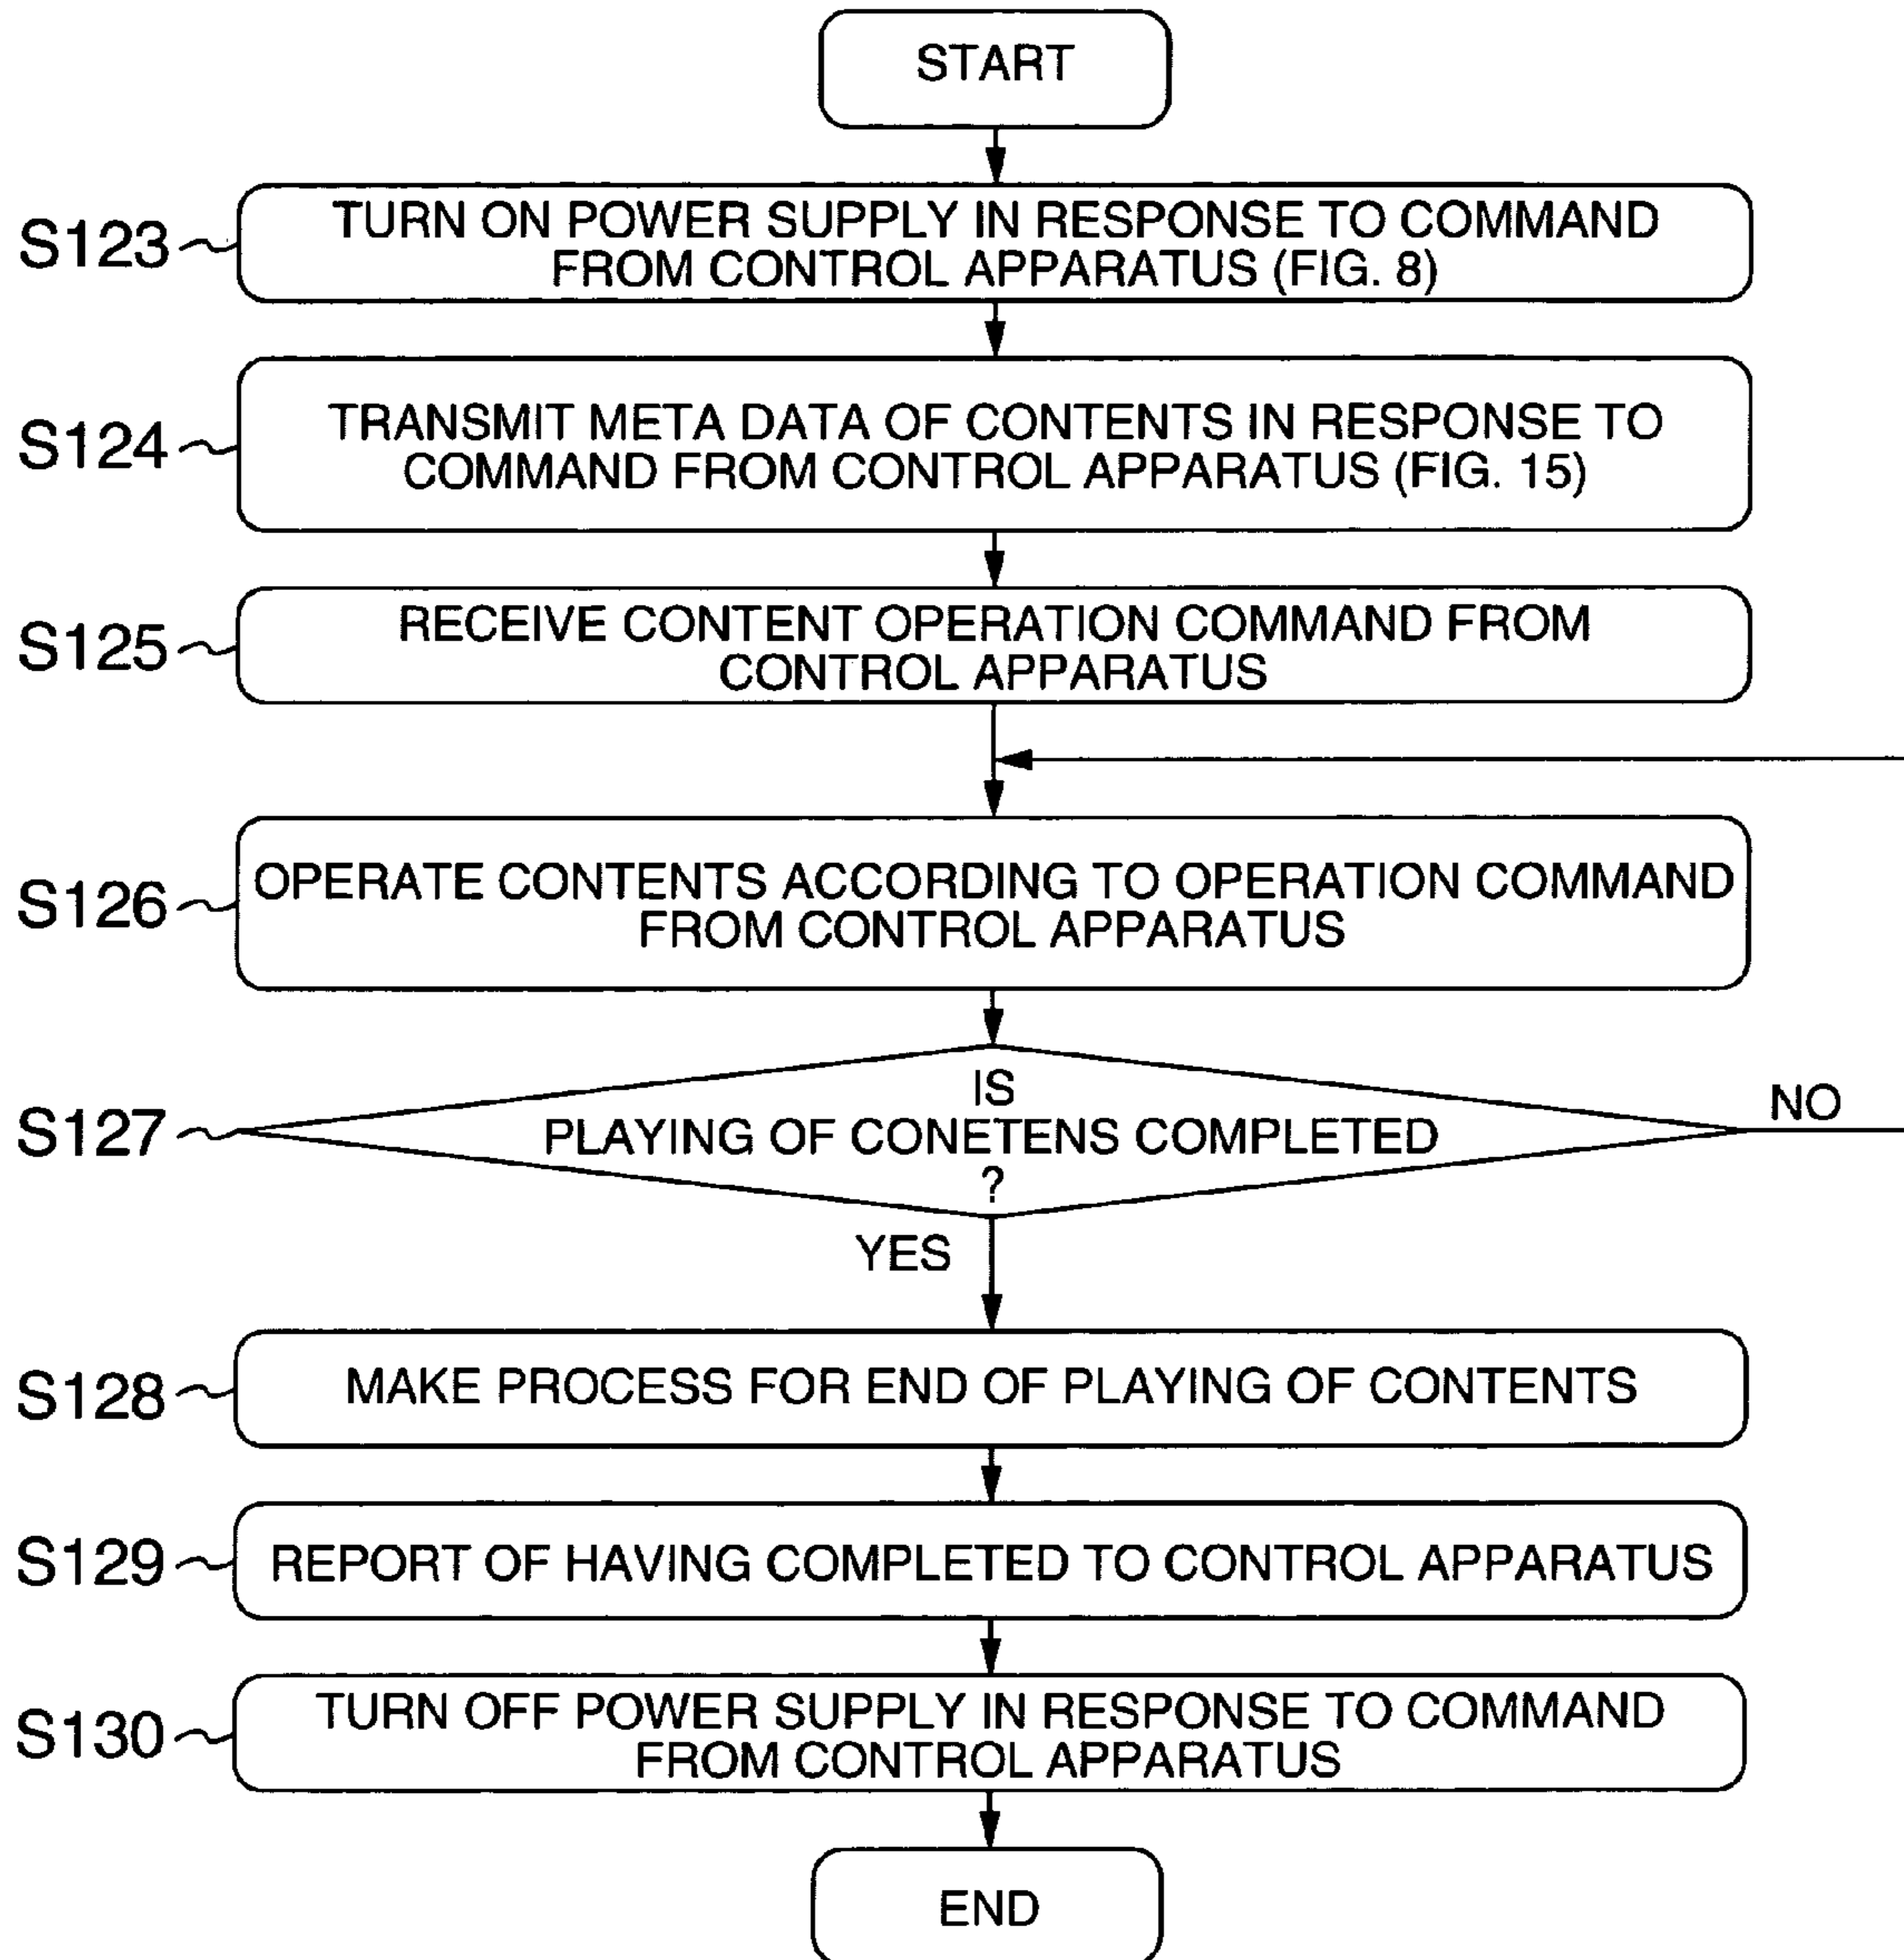 START
S123
TURN ON POWER SUPPLY IN RESPONSE TO COMMAND
FROM CONTROL APPARATUS (FIG. 8)
S124
TRANSMIT META DATA OF CONTENTS IN RESPONSE TO
COMMAND FROM CONTROL APPARATUS (FIG. 15)
S125
RECEIVE CONTENT OPERATION COMMAND FROM
CONTROL APPARATUS
S126
OPERATE CONTENTS ACCORDING TO OPERATION COMMAND
FROM CONTROL APPARATUS
S127
IS
PLAYING OF CONETENS COMPLETED
?
NO
YES
S128
MAKE PROCESS FOR END OF PLAYING OF CONTENTS
S129
REPORT OF HAVING COMPLETED TO CONTROL APPARATUS
S130
TURN OFF POWER SUPPLY IN RESPONSE TO COMMAND
FROM CONTROL APPARATUS
END